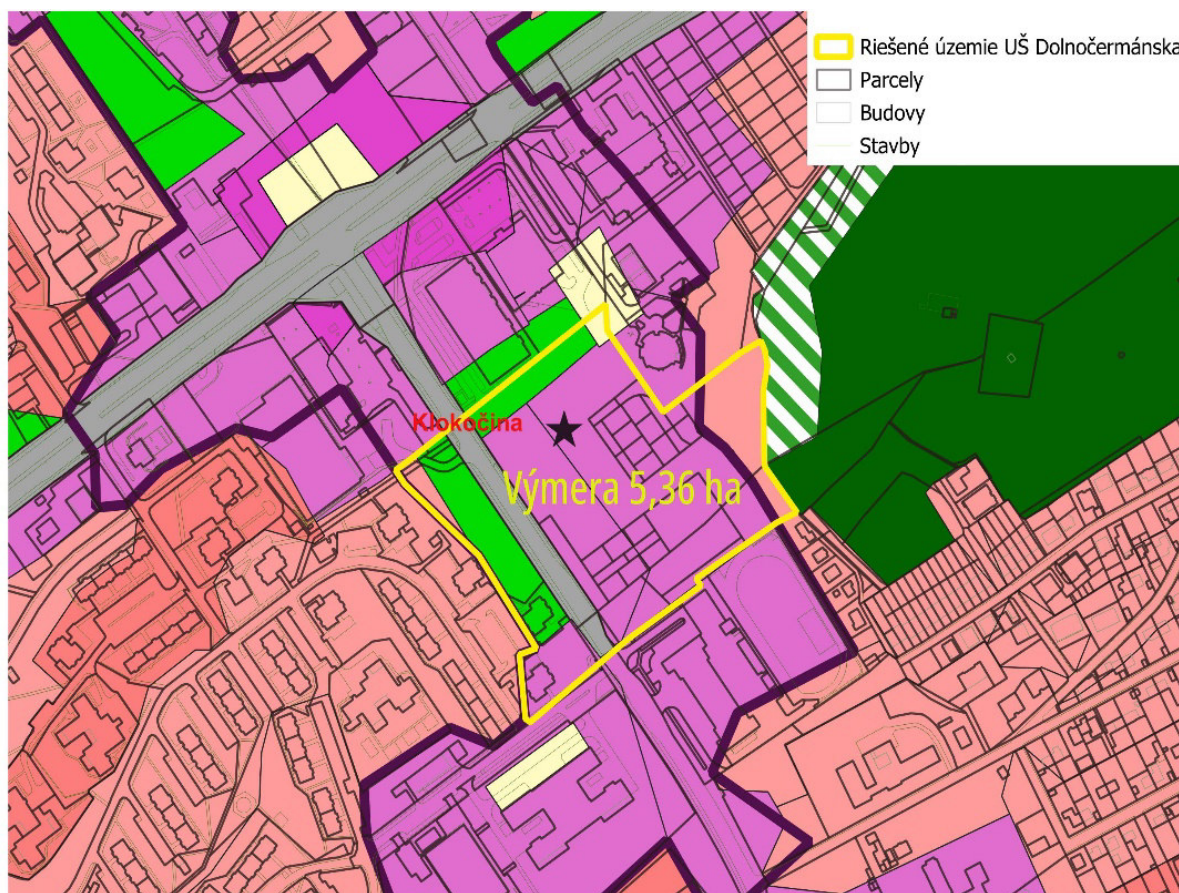 Riešené územie UŠ Dolnočermánska
Parcely
Budovy
Stavby
Klokočina
Výmera 5,36 ha